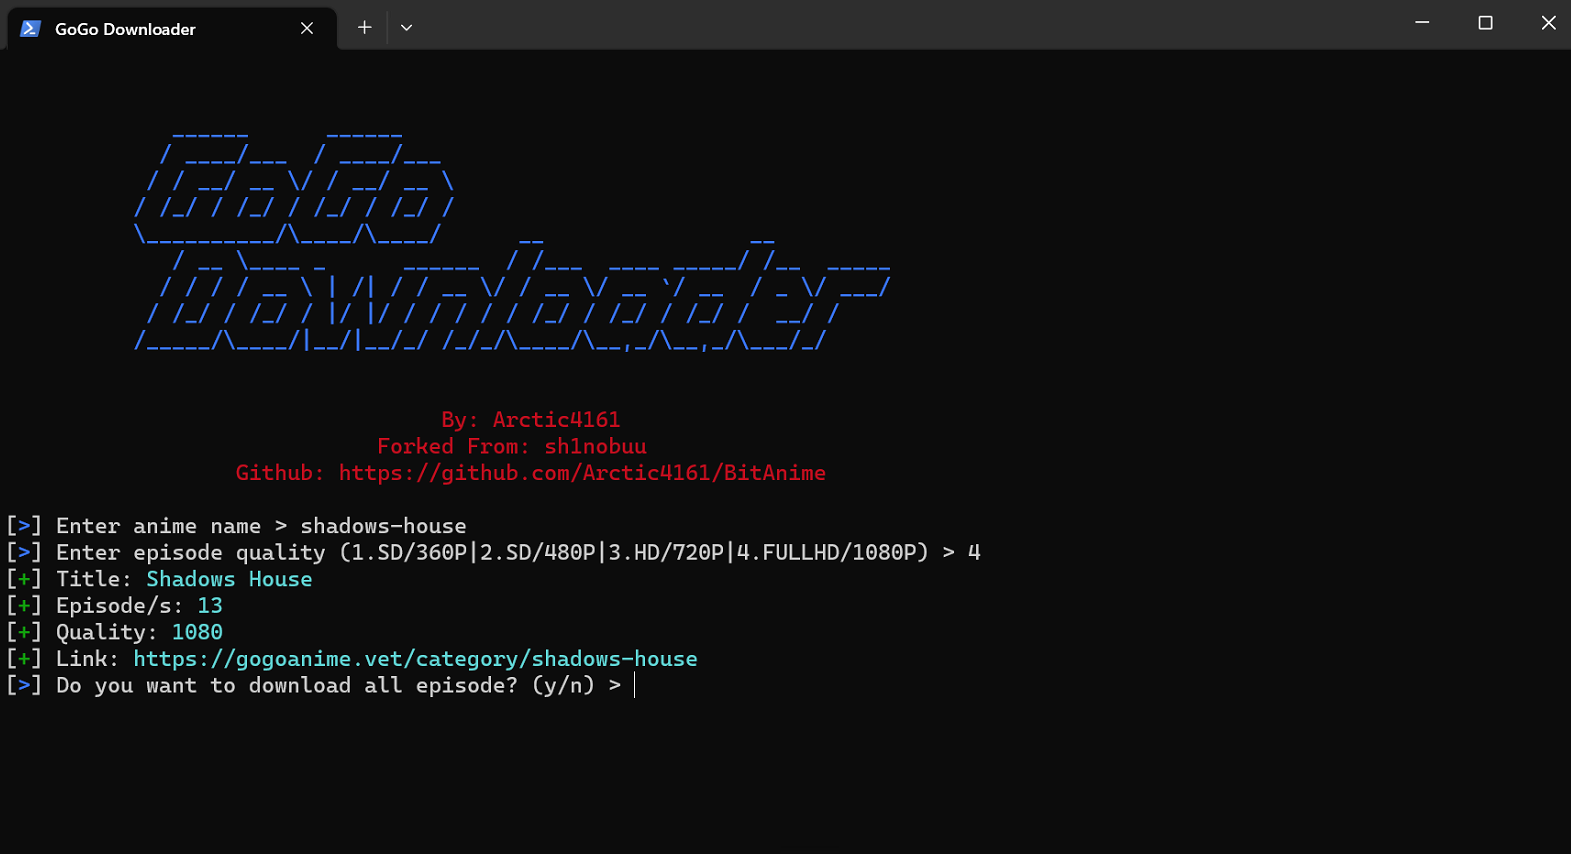 GoGo Downloader
GoGo
Downloader
By: Arctic4161
Forked From: sh1nobuu
Github: https://github.com/Arctic4161/BitAnime
[>] Enter anime name > shadows-house
[>] Enter episode quality (1.SD/360P|2.SD/480P|3.HD/720P|4.FULLHD/1080P) > 4
[+] Title: Shadows House
[+] Episode/s: 13
[+] Quality: 1080
[+] Link: https://gogoanime.vet/category/shadows-house
[>] Do you want to download all episode? (y/n) >